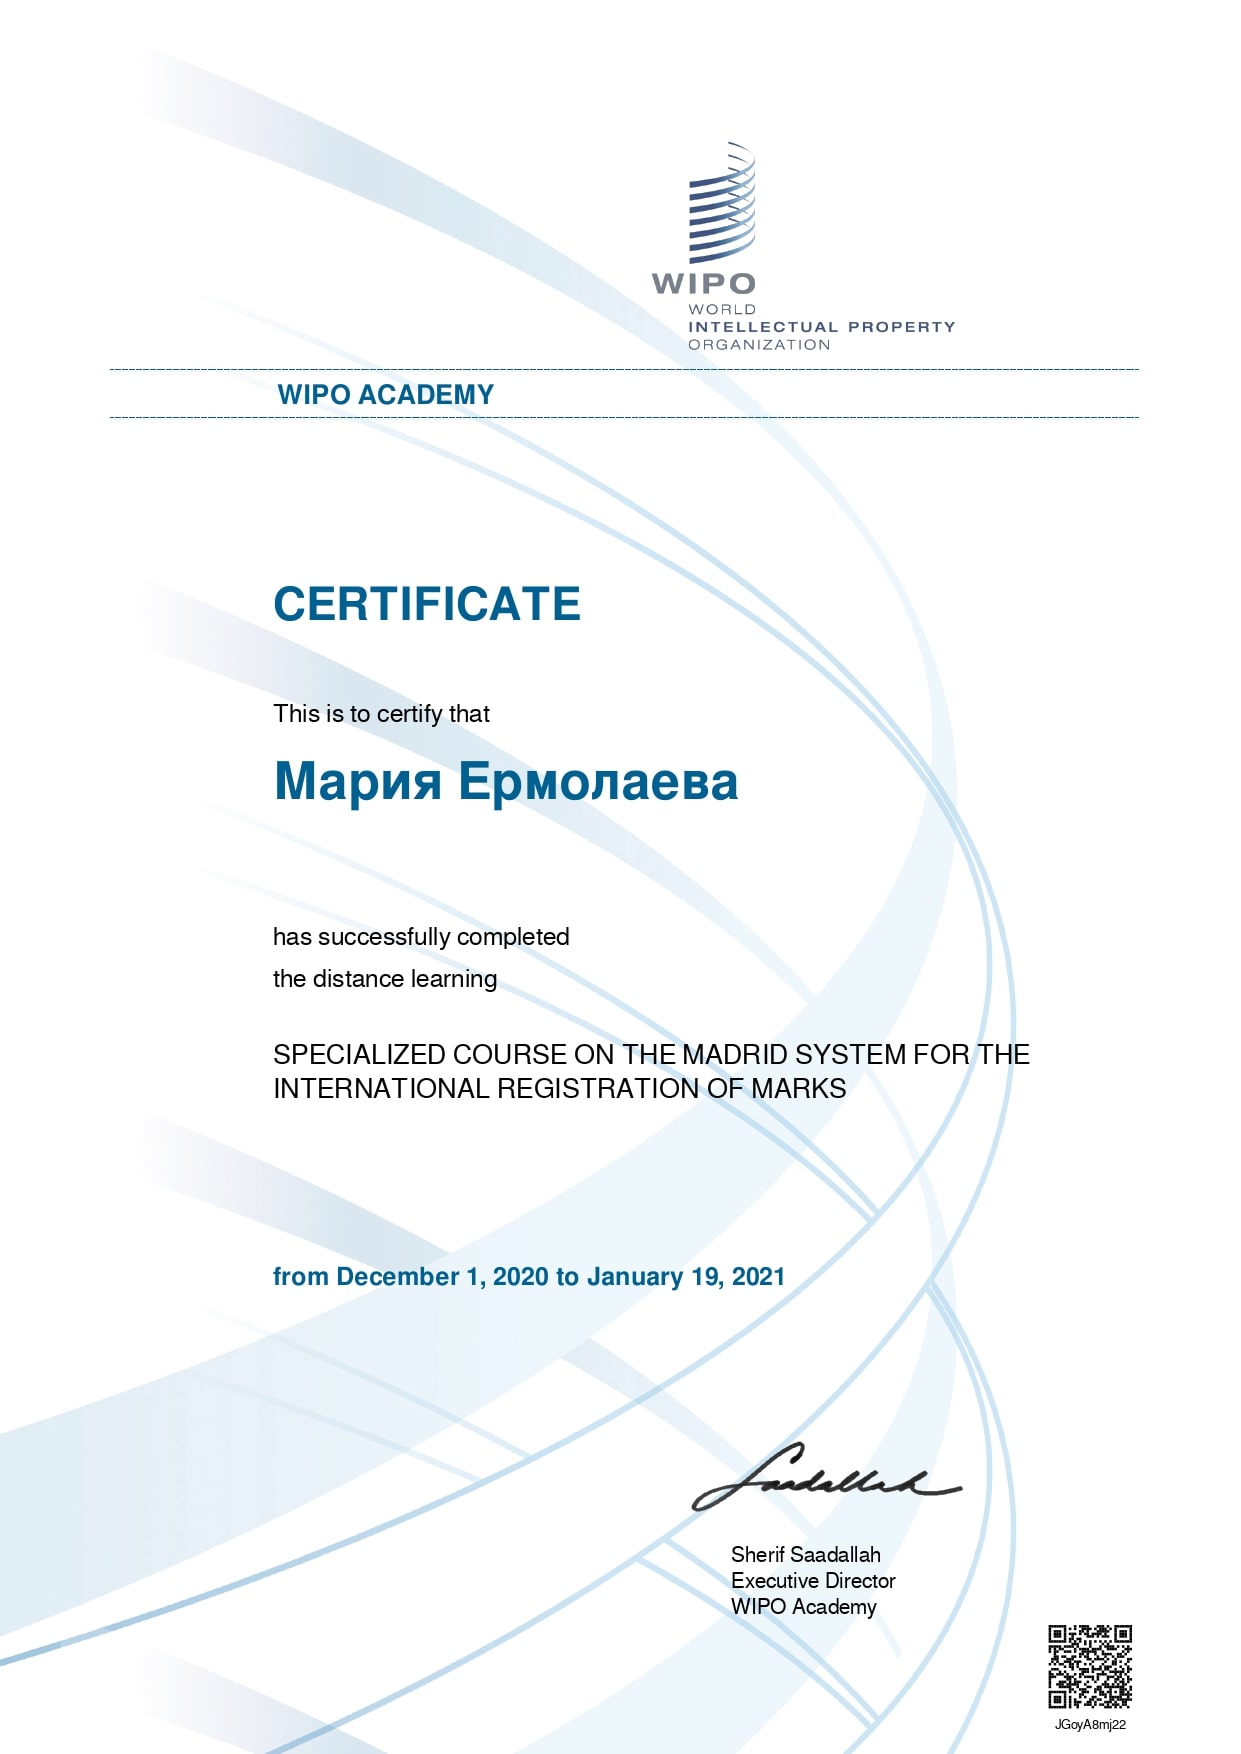 WIPO
WORLD
INTELLECTUAL PROPERTY
ORGANIZATION
WIPO ACADEMY
CERTIFICATE
This is to certify that
Мария Ермолаева
has successfully completed
the distance learning
SPECIALIZED COURSE ON THE MADRID SYSTEM FOR THE
INTERNATIONAL REGISTRATION OF MARKS
from December 1, 2020 to January 19, 2021
Saadallah
Sherif Saadallah
Executive Director
WIPO Academy
JGoyA8mj22